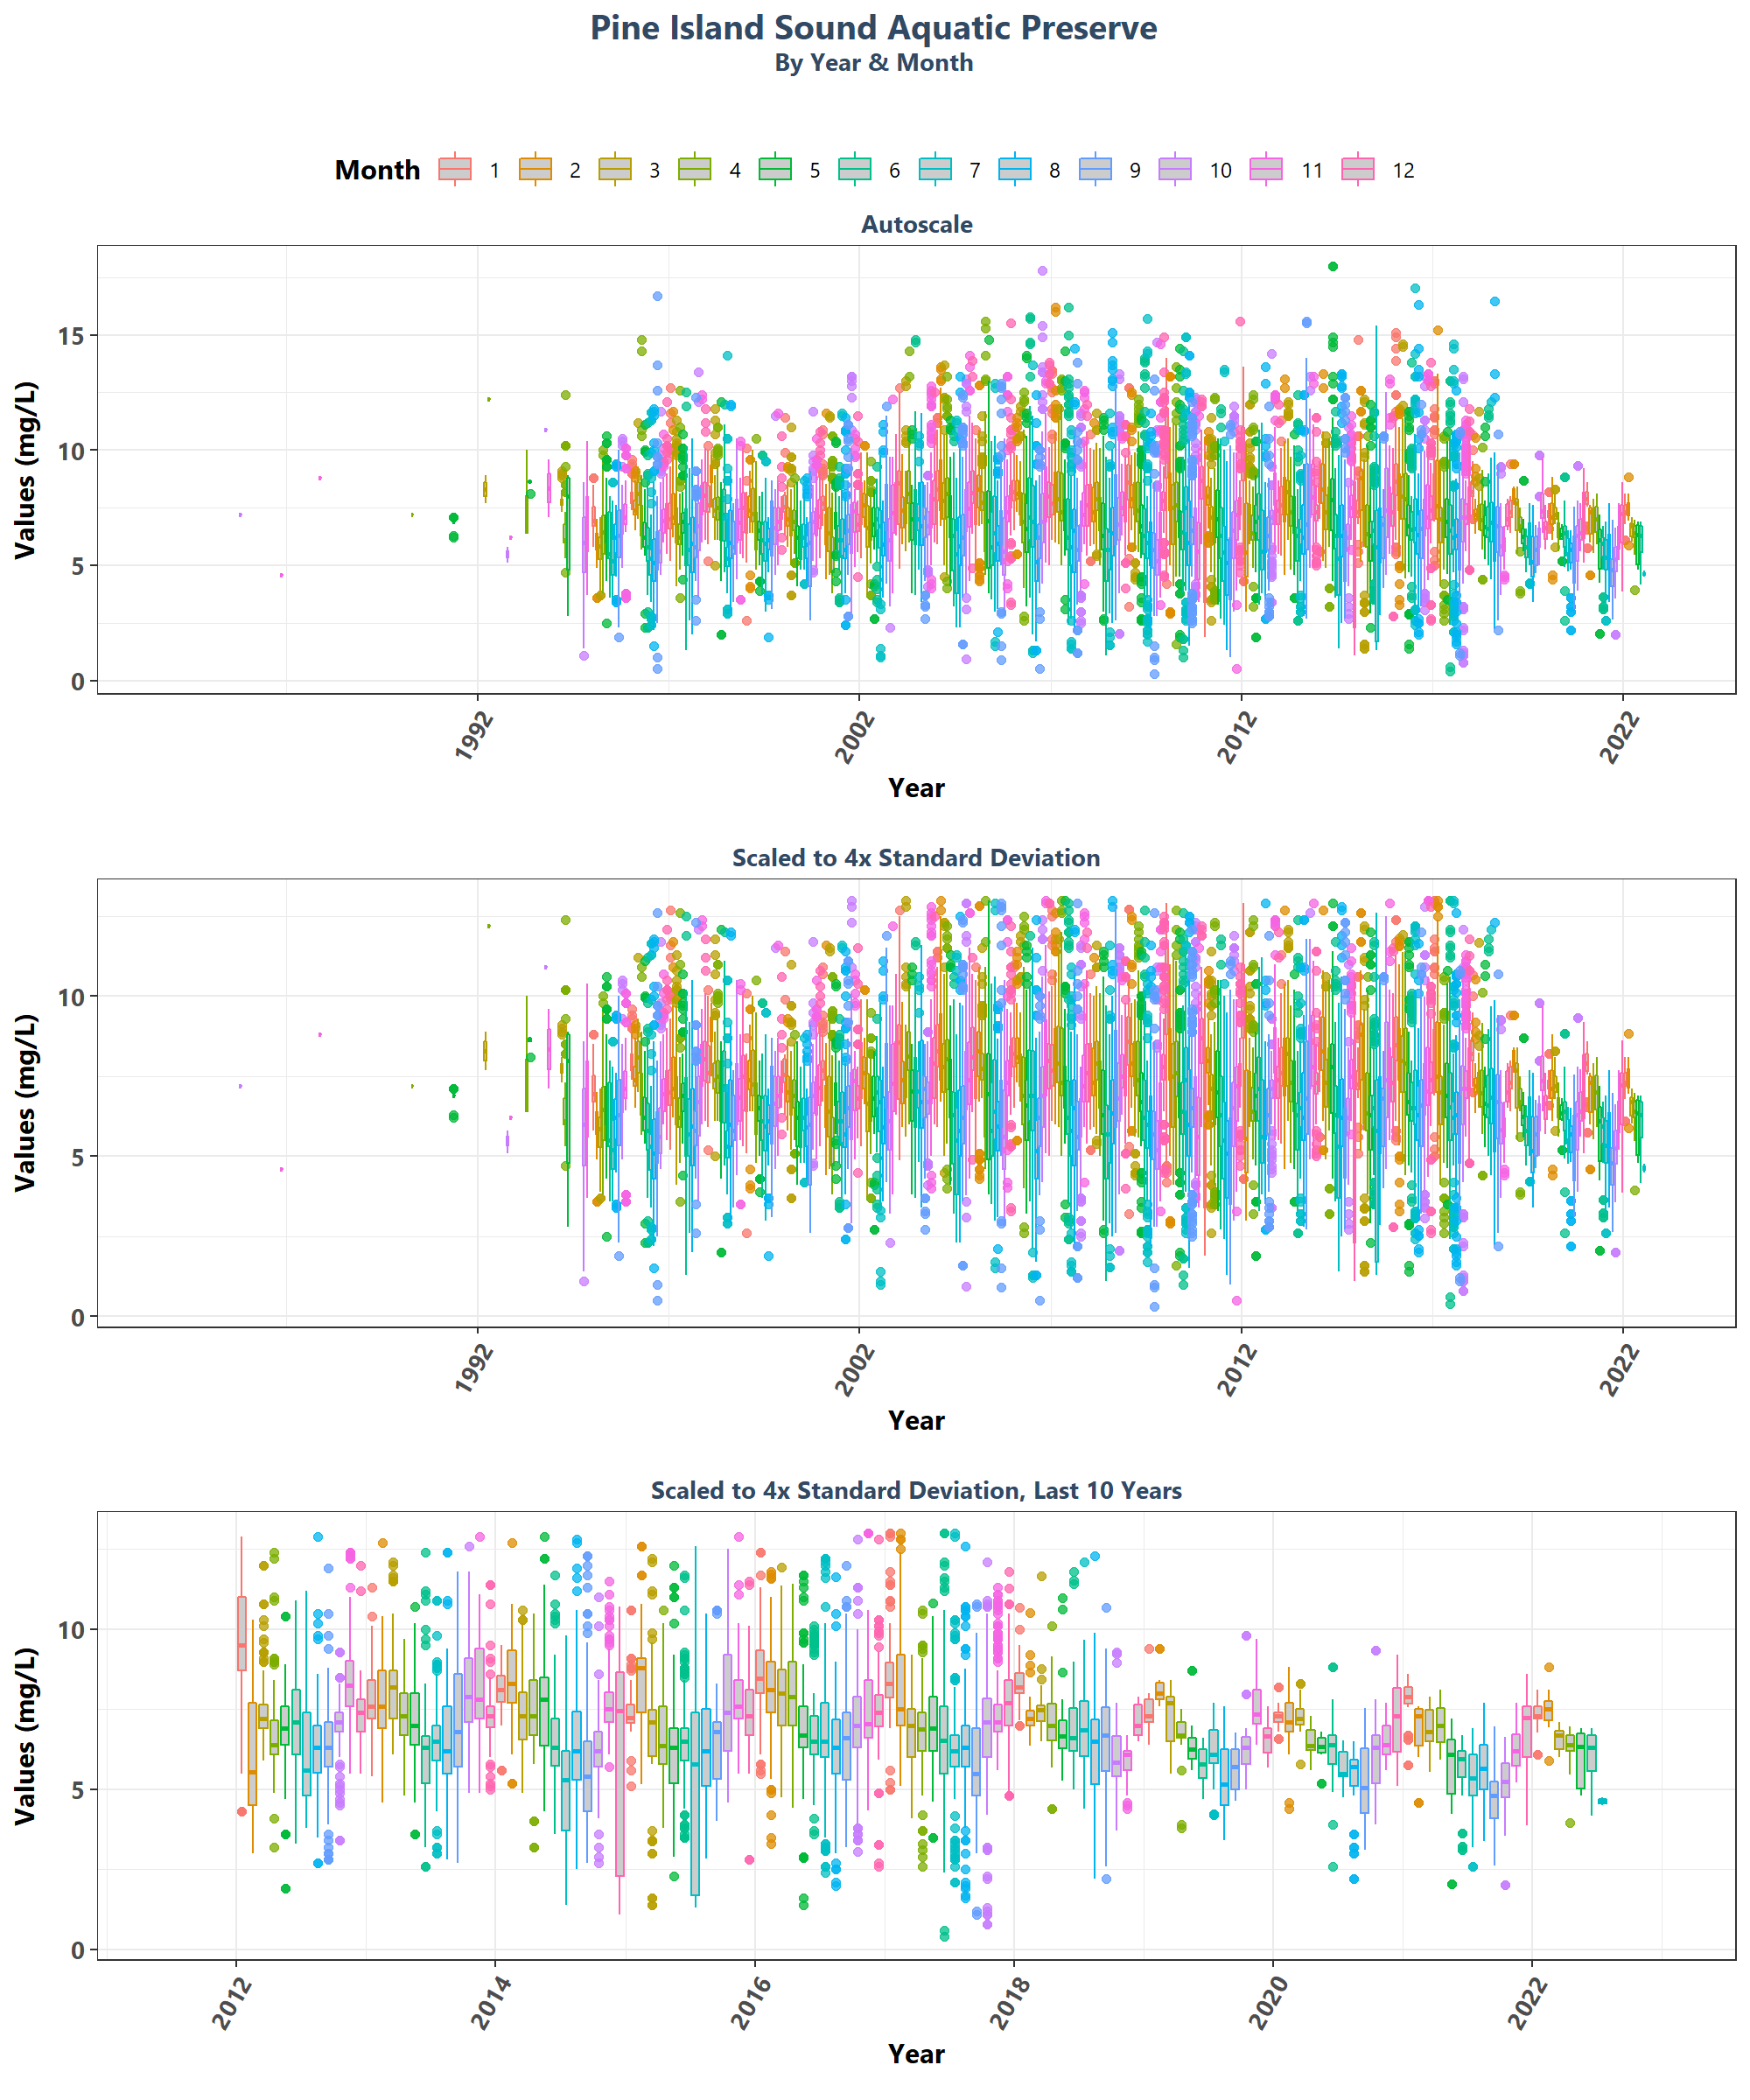 Pine Island Sound Aquatic Preserve
By Year & Month
Month 1 2 3 4 5 6 7 8 9 10 11 12
Autoscale
Values (mg/L)
15
10
5
0
1992 2002 2012 2022
Year
Scaled to 4x Standard Deviation
Values (mg/L)
10
5
0
1992 2002 2012 2022
Year
Scaled to 4x Standard Deviation, Last 10 Years
Values (mg/L)
10
5
0
2012 2014 2016 2018 2020 2022
Year